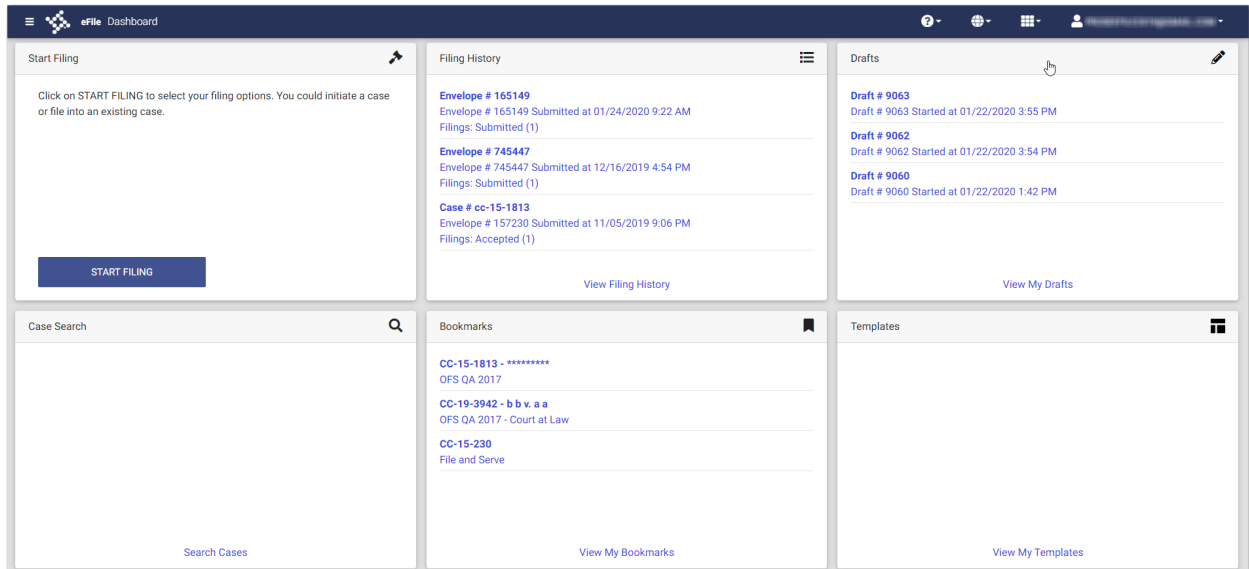 eFile Dashboard
Start Filing
Click on START FILING to select your filing options. You could initiate a case
or file into an existing case.
START FILING
Filing History
Envelope # 165149
Envelope # 165149 Submitted at 01/24/2020 9:22 AM
Filings: Submitted (1)
Envelope # 745447
Envelope # 745447 Submitted at 12/16/2019 4:54 PM
Filings: Submitted (1)
Case # cc-15-1813
Envelope # 157230 Submitted at 11/05/2019 9:06 PM
Filings: Accepted (1)
View Filing History
Drafts
Draft # 9063
Draft # 9063 Started at 01/22/2020 3:55 PM
Draft # 9062
Draft # 9062 Started at 01/22/2020 3:54 PM
Draft # 9060
Draft # 9060 Started at 01/22/2020 1:42 PM
View My Drafts
Case Search
Search Cases
Bookmarks
CC-15-1813 - *********
OFS QA 2017
CC-19-3942 - b b v. a a
OFS QA 2017 - Court at Law
CC-15-230
File and Serve
View My Bookmarks
Templates
View My Templates